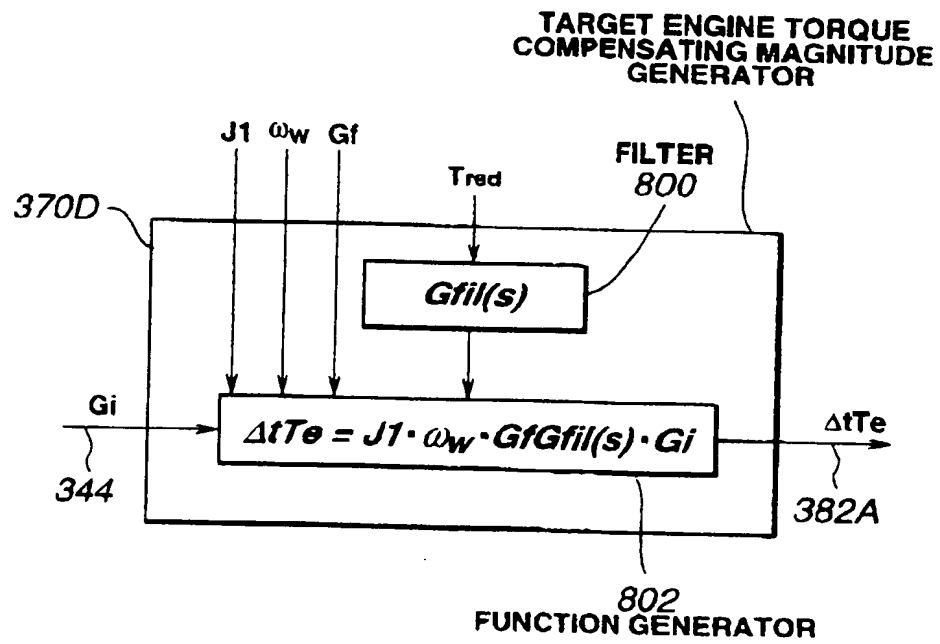 TARGET ENGINE TORQUE
COMPENSATING MAGNITUDE
GENERATOR
J1 ωw Gf
FILTER
800
Tred
370D
Gfil(s)
Gi
ΔtTe = J1・ωw・GfGfil(s)・Gi
ΔtTe
344
382A
802
FUNCTION GENERATOR